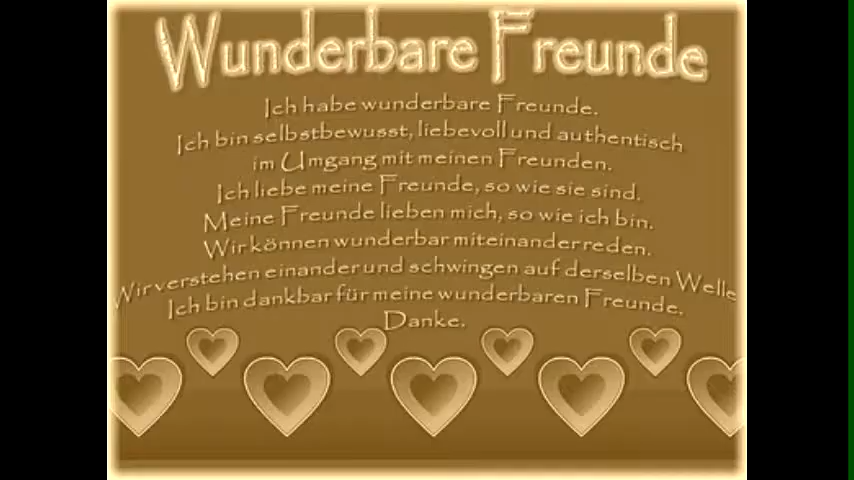 Wunderbare Freunde
Ich habe wunderbare Freunde.
Ich bin selbstbewusst, liebevoll und authentisch
im Umgang mit meinen Freunden.
Ich liebe meine Freunde, so wie sie sind.
Meine Freunde lieben mich, so wie ich bin.
Wir können wunderbar miteinander reden.
Wir verstehen einander und schwingen auf derselben Welle
Ich bin dankbar für meine wunderbaren Freunde.
Danke.